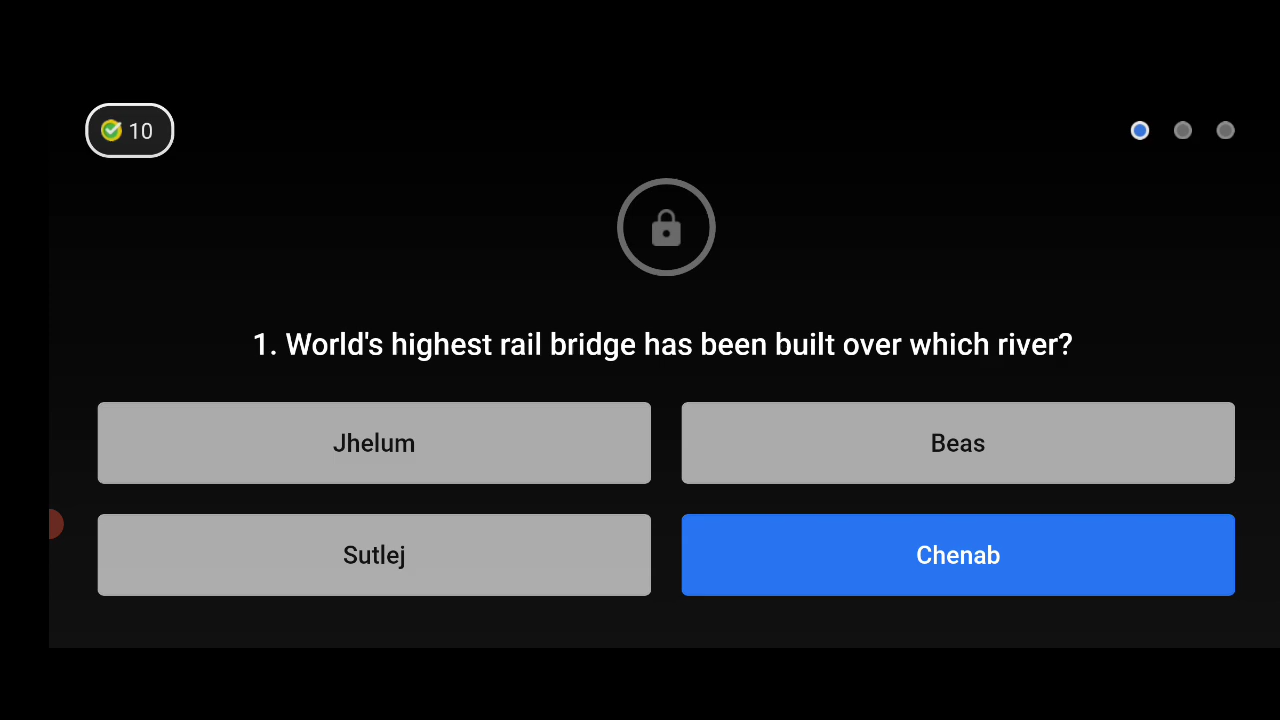 10
1. World's highest rail bridge has been built over which river?
Jhelum
Beas
Sutlej
Chenab